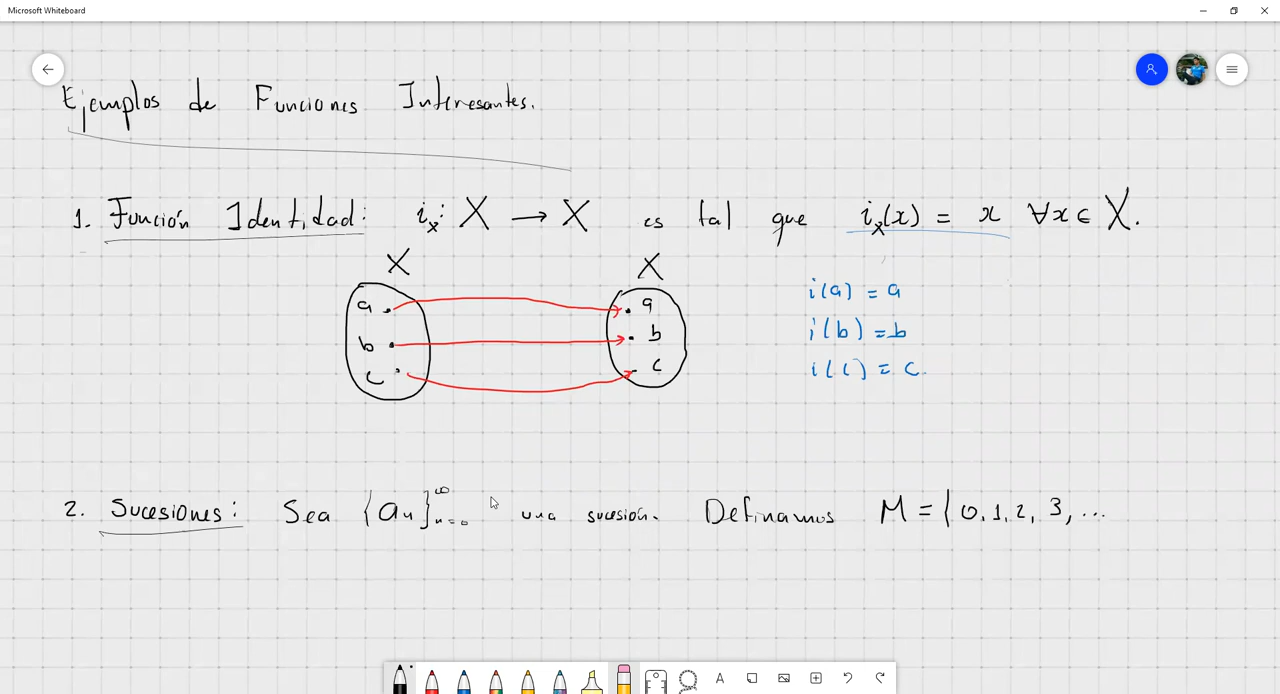 Microsoft Whiteboard
Ejemplos de Funciones Interesantes.
1. Función Identidad: iₓ: X → X es tal que iₓ(x) = x ∀x ∈ X.
X X
a a
b b
c c
i(a) = a
i(b) = b
i(c) = c.
2. Sucesiones: Sea {aₙ}ₙ₌₀^∞ una sucesión. Definamos M = {0, 1, 2, 3, ...
A